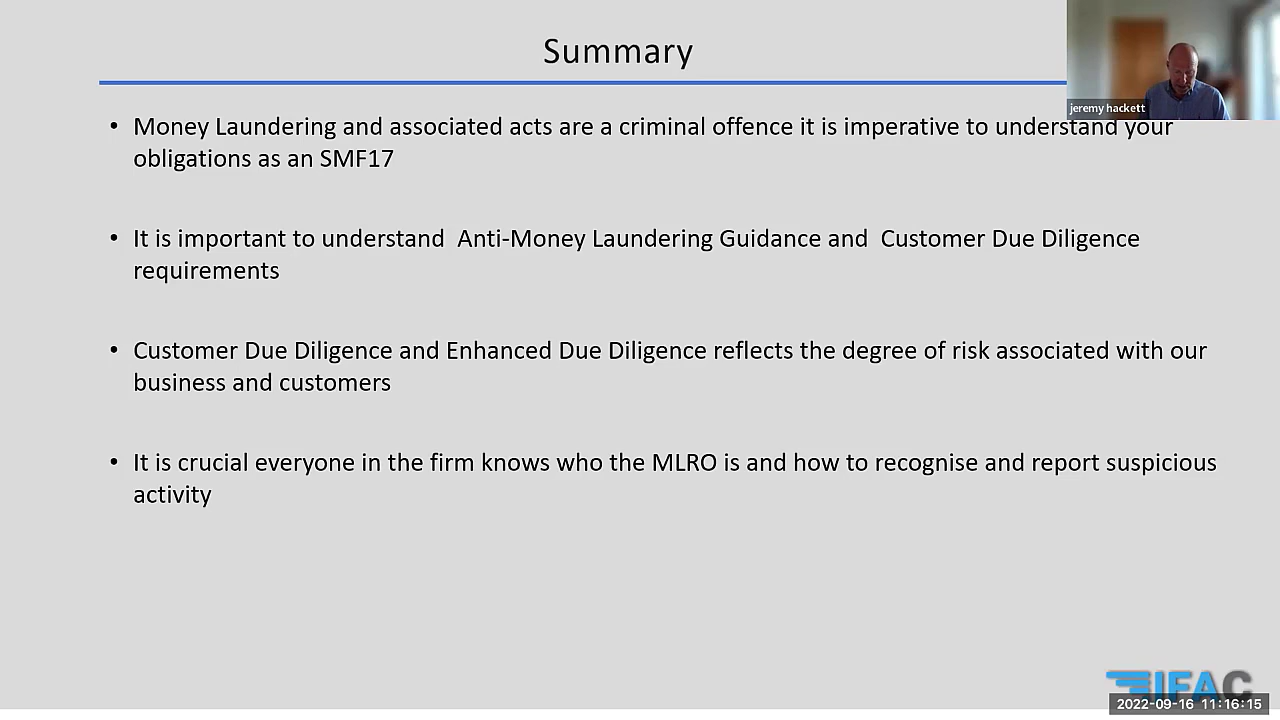 Summary
jeremy hackett
• Money Laundering and associated acts are a criminal offence it is imperative to understand your
obligations as an SMF17
• It is important to understand  Anti-Money Laundering Guidance and  Customer Due Diligence
requirements
• Customer Due Diligence and Enhanced Due Diligence reflects the degree of risk associated with our
business and customers
• It is crucial everyone in the firm knows who the MLRO is and how to recognise and report suspicious
activity
IFAC
2022-09-16 11:16:15